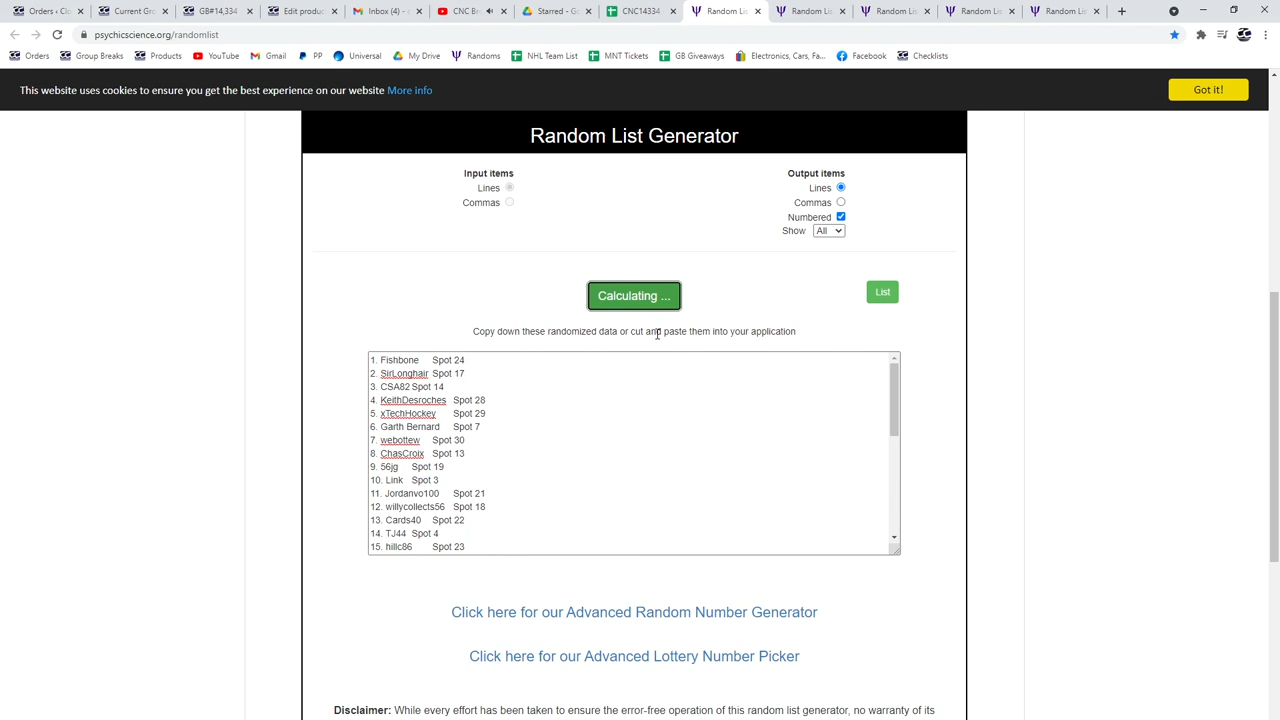 Orders ‹ Cl
Current Gro
GB#14,334
Edit produc
Inbox (4) -
CNC Bre
Starred - Go
CNC14334
Random Lis
Random Lis
Random Lis
Random Lis
Random Lis
psychicscience.org/randomlist
Orders
Group Breaks
Products
YouTube
Gmail
PP
Universal
My Drive
Randoms
NHL Team List
MNT Tickets
GB Giveaways
Electronics, Cars, Fa...
Facebook
Checklists
This website uses cookies to ensure you get the best experience on our website More info
Got it!
Random List Generator
Input items
Lines
Commas
Output items
Lines
Commas
Numbered
Show All
Calculating ...
List
Copy down these randomized data or cut and paste them into your application
1. Fishbone Spot 24
2. SirLonghair Spot 17
3. CSA82 Spot 14
4. KeithDesroches Spot 28
5. xTechHockey Spot 29
6. Garth Bernard Spot 7
7. webottew Spot 30
8. ChasCroix Spot 13
9. 56jg Spot 19
10. Link Spot 3
11. Jordanvo100 Spot 21
12. willycollects56 Spot 18
13. Cards40 Spot 22
14. TJ44 Spot 4
15. hillc86 Spot 23
Click here for our Advanced Random Number Generator
Click here for our Advanced Lottery Number Picker
Disclaimer: While every effort has been taken to ensure the error-free operation of this random list generator, no warranty of its